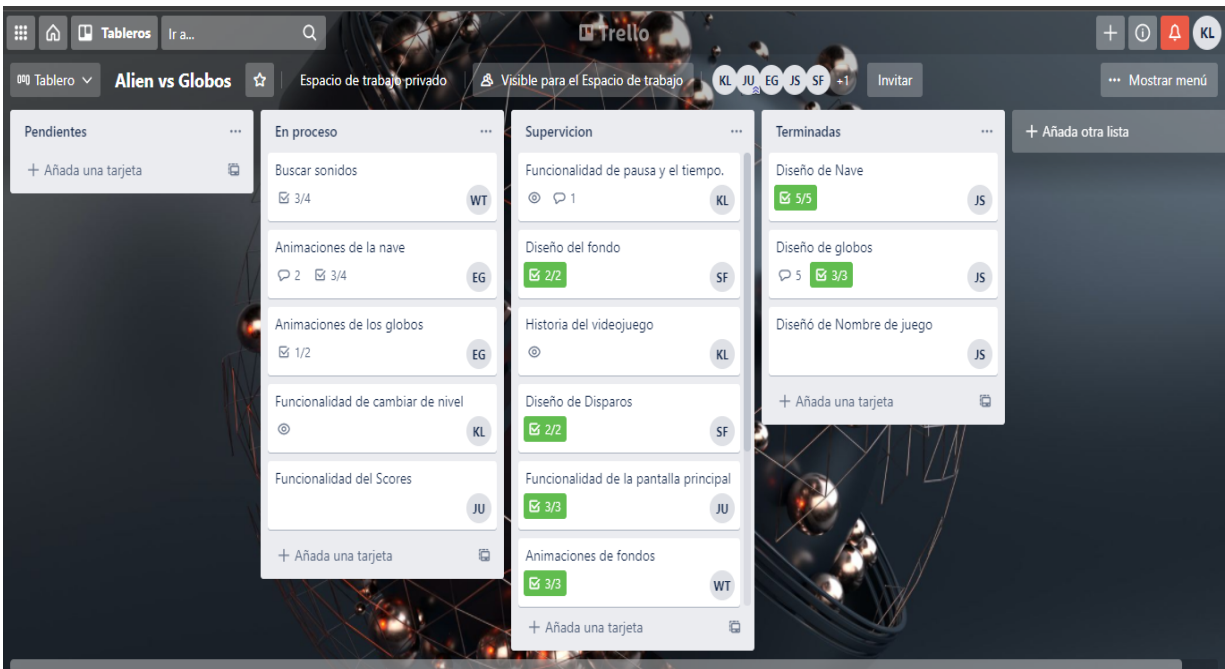 Tableros Ir a... Trello KL
Tablero Alien vs Globos Espacio de trabajo privado Visible para el Espacio de trabajo KL JU EG JS SF +1 Invitar ... Mostrar menú
Pendientes ...
+ Añada una tarjeta
En proceso ...
Buscar sonidos
3/4 WT
Animaciones de la nave
2 3/4 EG
Animaciones de los globos
1/2 EG
Funcionalidad de cambiar de nivel
KL
Funcionalidad del Scores
JU
+ Añada una tarjeta
Supervicion ...
Funcionalidad de pausa y el tiempo.
1 KL
Diseño del fondo
2/2 SF
Historia del videojuego
KL
Diseño de Disparos
2/2 SF
Funcionalidad de la pantalla principal
3/3 JU
Animaciones de fondos
3/3 WT
+ Añada una tarjeta
Terminadas ...
Diseño de Nave
5/5 JS
Diseño de globos
5 3/3 JS
Diseñó de Nombre de juego
JS
+ Añada una tarjeta
+ Añada otra lista